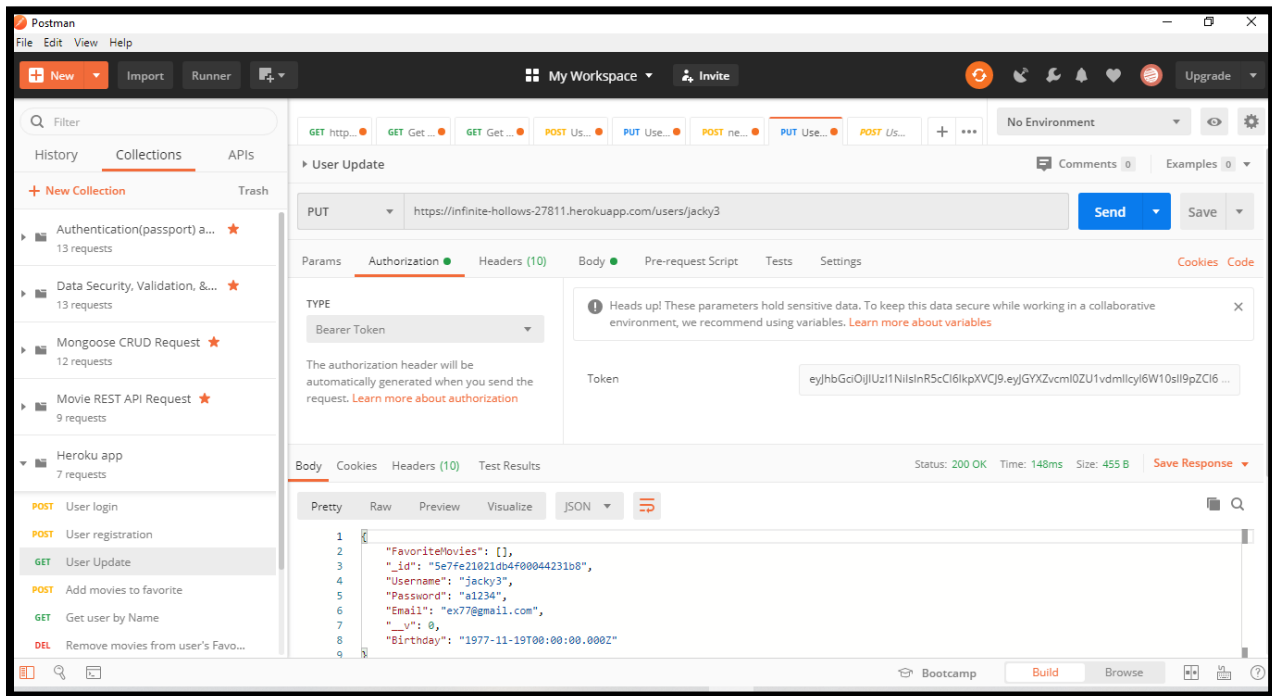 Postman
File Edit View Help
New Import Runner My Workspace Invite Upgrade
Filter
History Collections APIs
+ New Collection Trash
Authentication(passport) a...
13 requests
Data Security, Validation, &...
13 requests
Mongoose CRUD Request
12 requests
Movie REST API Request
9 requests
Heroku app
7 requests
POST User login
POST User registration
GET User Update
POST Add movies to favorite
GET Get user by Name
DEL Remove movies from user's Favo...
GET http... GET Get ... GET Get ... POST Us... PUT Use... POST ne... PUT Use... POST Us... + ... No Environment
User Update Comments 0 Examples 0
PUT https://infinite-hollows-27811.herokuapp.com/users/jacky3 Send Save
Params Authorization Headers (10) Body Pre-request Script Tests Settings Cookies Code
TYPE
Bearer Token
The authorization header will be
automatically generated when you send the
request. Learn more about authorization
Heads up! These parameters hold sensitive data. To keep this data secure while working in a collaborative
environment, we recommend using variables. Learn more about variables
Token
Body Cookies Headers (10) Test Results Status: 200 OK Time: 148ms Size: 455 B Save Response
Pretty Raw Preview Visualize JSON
1 {
2 "FavoriteMovies": [],
3 "_id": "5e7fe21021db4f00044231b8",
4 "Username": "jacky3",
5 "Password": "a1234",
6 "Email": "ex77@gmail.com",
7 "__v": 0,
8 "Birthday": "1977-11-19T00:00:00.000Z"
9 }
Bootcamp Build Browse